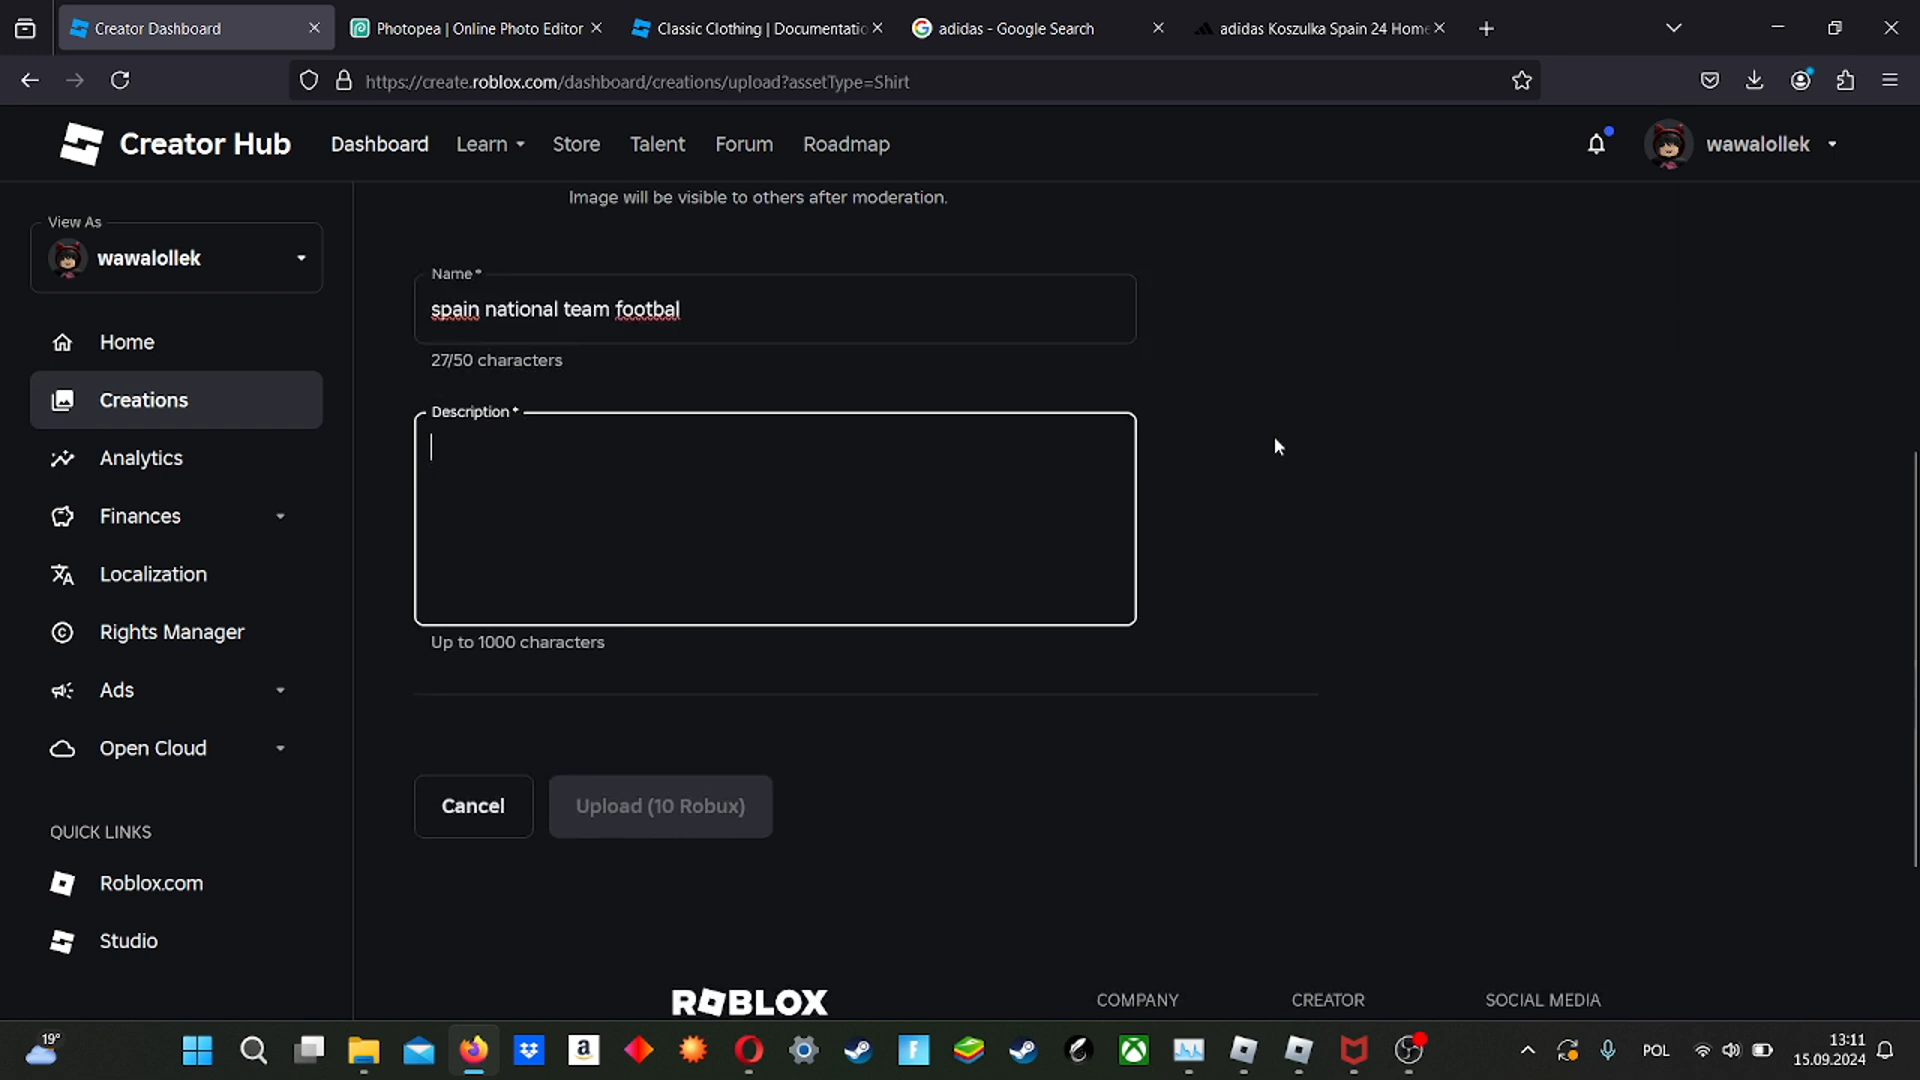 Creator Dashboard
Photopea | Online Photo Editor
Classic Clothing | Documentatio
adidas - Google Search
adidas Koszulka Spain 24 Home
https://create.roblox.com/dashboard/creations/upload?assetType=Shirt
Creator Hub
Dashboard
Learn
Store
Talent
Forum
Roadmap
wawalollek
View As
wawalollek
Home
Creations
Analytics
Finances
Localization
Rights Manager
Ads
Open Cloud
QUICK LINKS
Roblox.com
Studio
Image will be visible to others after moderation.
Name*
spain national team footbal
27/50 characters
Description*
Up to 1000 characters
Cancel
Upload (10 Robux)
ROBLOX
COMPANY
CREATOR
SOCIAL MEDIA
19°
POL
13:11
15.09.2024